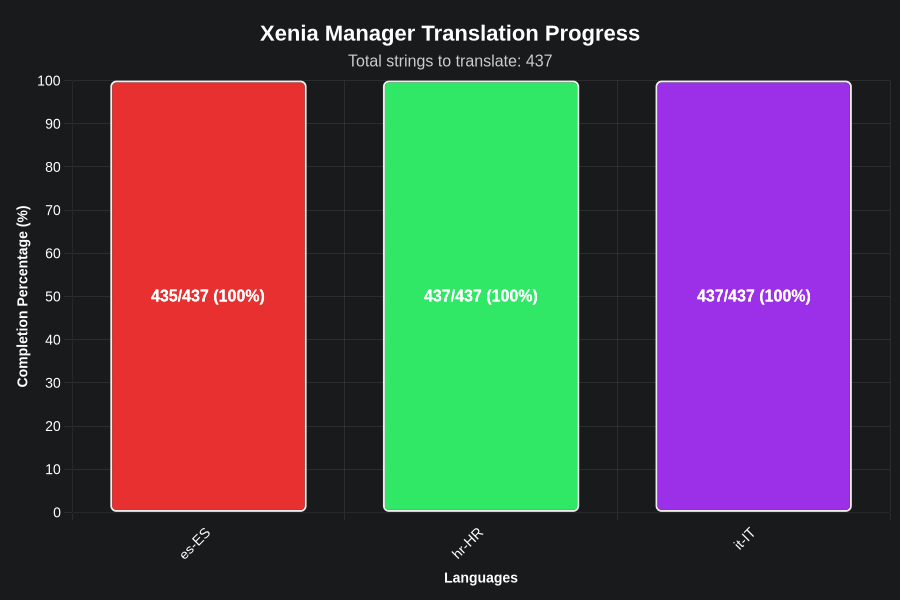 Xenia Manager Translation Progress
Total strings to translate: 437
Completion Percentage (%)
100
90
80
70
60
50
40
30
20
10
0
435/437 (100%)
437/437 (100%)
437/437 (100%)
es-ES
hr-HR
it-IT
Languages